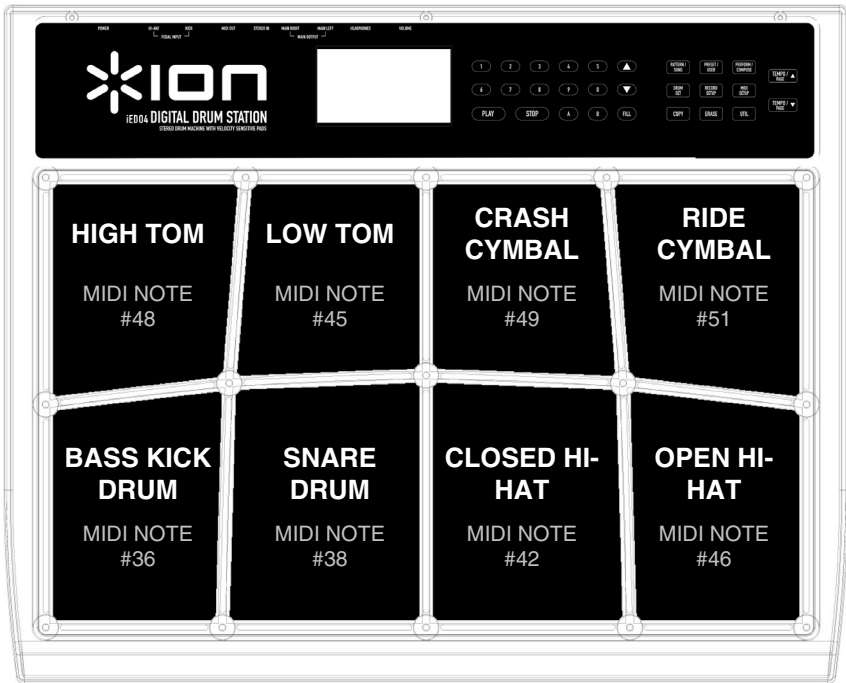 POWER HI-HAT KICK MIDI OUT STEREO IN MAIN RIGHT MAIN LEFT HEADPHONES VOLUME
PEDAL INPUT MAIN OUTPUT
ion
iED04 DIGITAL DRUM STATION
STEREO DRUM MACHINE WITH VELOCITY SENSITIVE PADS
1 2 3 4 5
6 7 8 9 0
PLAY STOP A B FILL
PATTERN / SONG
PRESET / USER
PERFORM / COMPOSE
DRUM SET
RECORD SETUP
MIDI SETUP
COPY ERASE UTIL
TEMPO / PAGE
TEMPO / PAGE
HIGH TOM
MIDI NOTE
#48
LOW TOM
MIDI NOTE
#45
CRASH
CYMBAL
MIDI NOTE
#49
RIDE
CYMBAL
MIDI NOTE
#51
BASS KICK
DRUM
MIDI NOTE
#36
SNARE
DRUM
MIDI NOTE
#38
CLOSED HI-
HAT
MIDI NOTE
#42
OPEN HI-
HAT
MIDI NOTE
#46